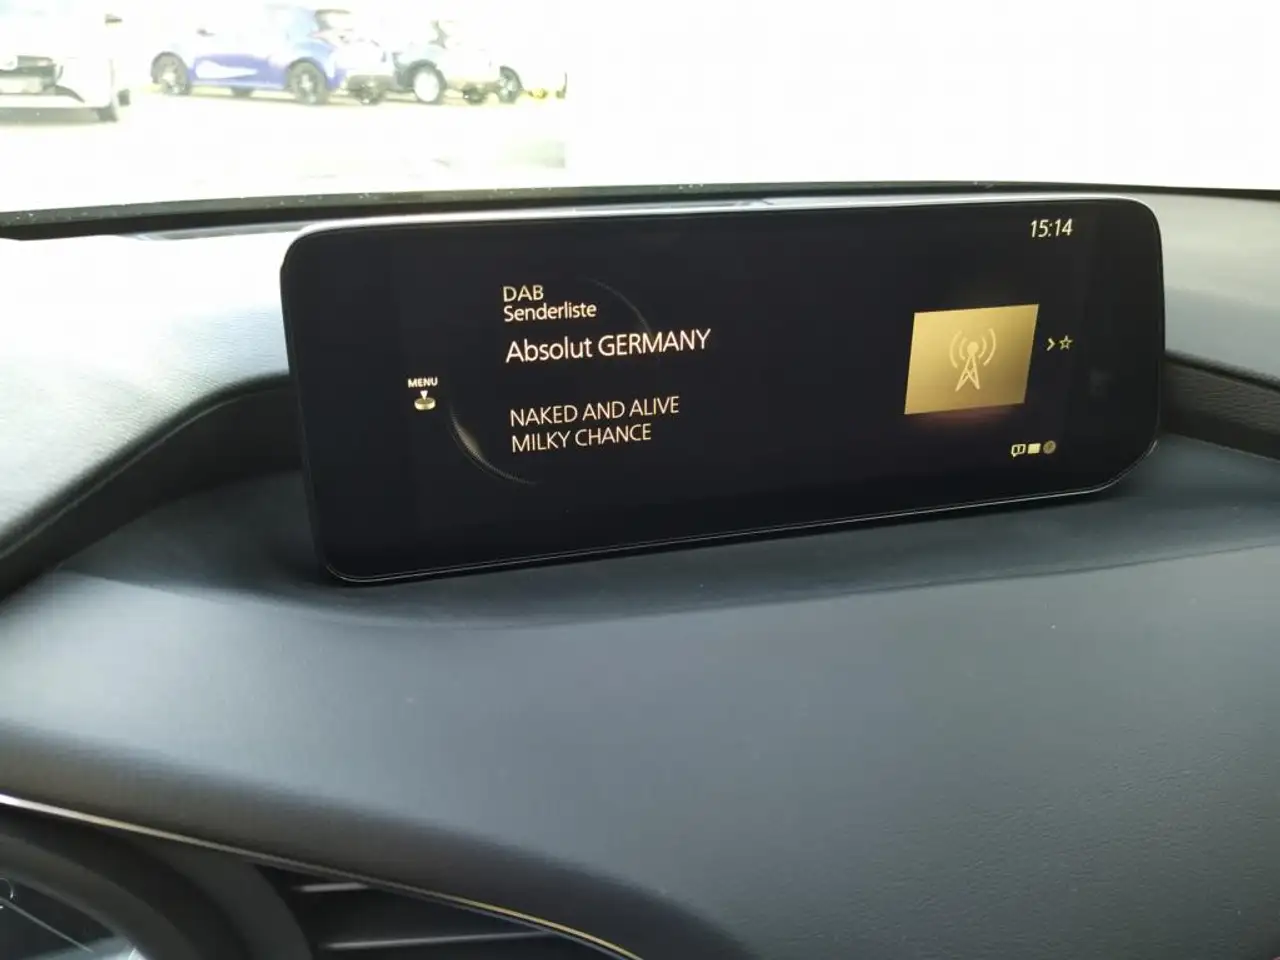 15:14
DAB
Senderliste
Absolut GERMANY
MENU
NAKED AND ALIVE
MILKY CHANCE